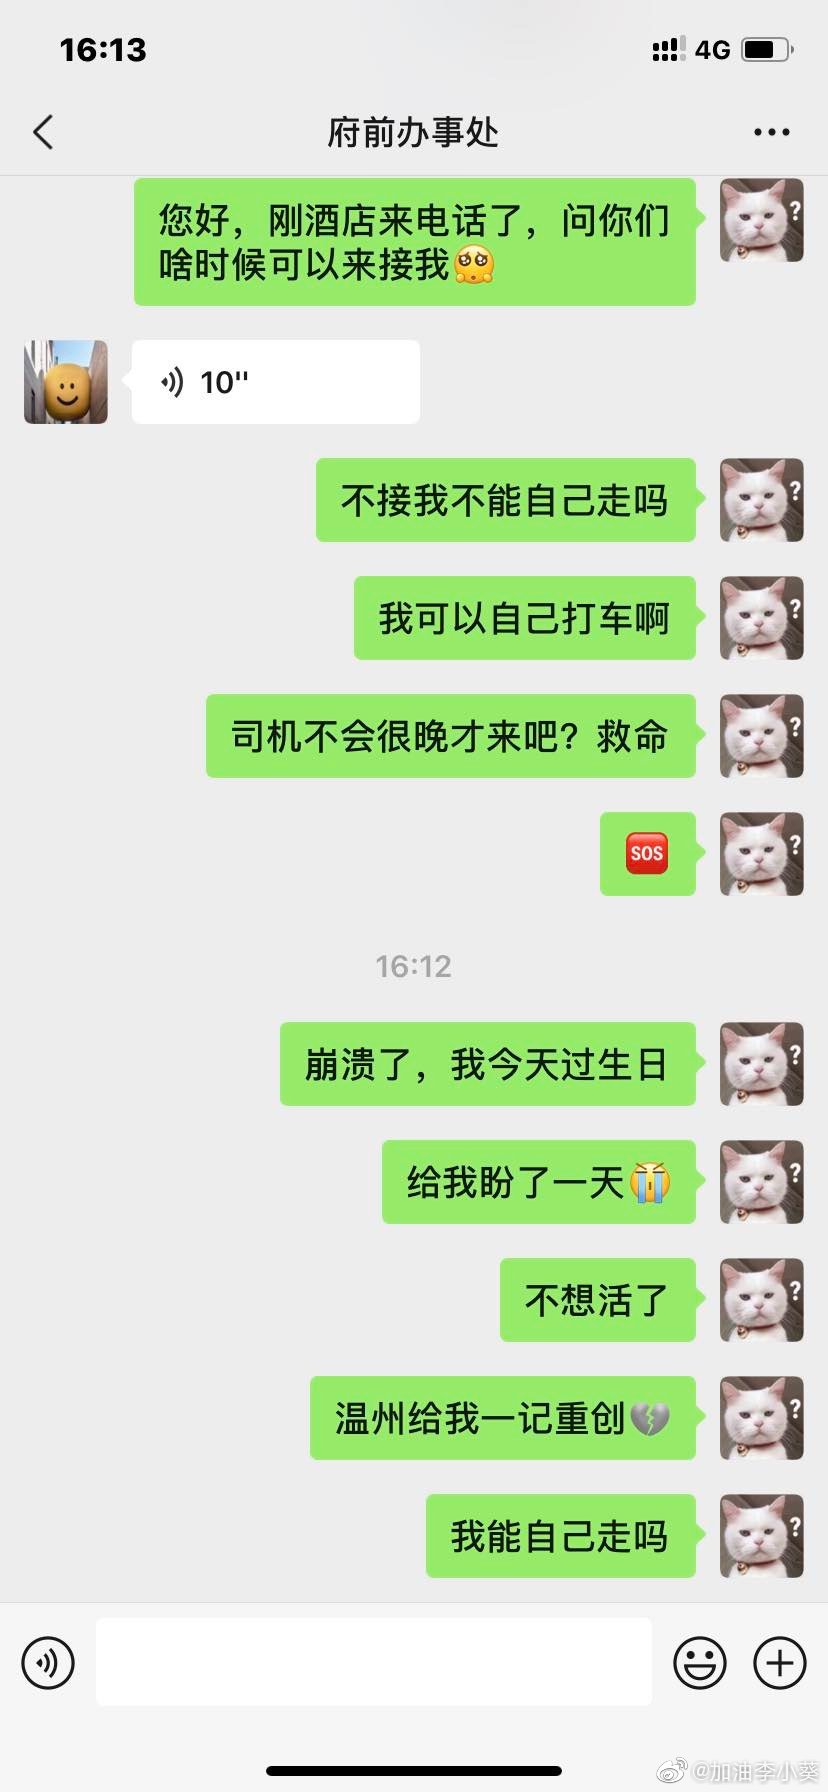 16:13
4G
府前办事处
您好，刚酒店来电话了，问你们
啥时候可以来接我🥺
10"
不接我不能自己走吗
我可以自己打车啊
司机不会很晚才来吧？救命
🆘
16:12
崩溃了，我今天过生日
给我盼了一天😭
不想活了
温州给我一记重创💔
我能自己走吗
@加油李小葵